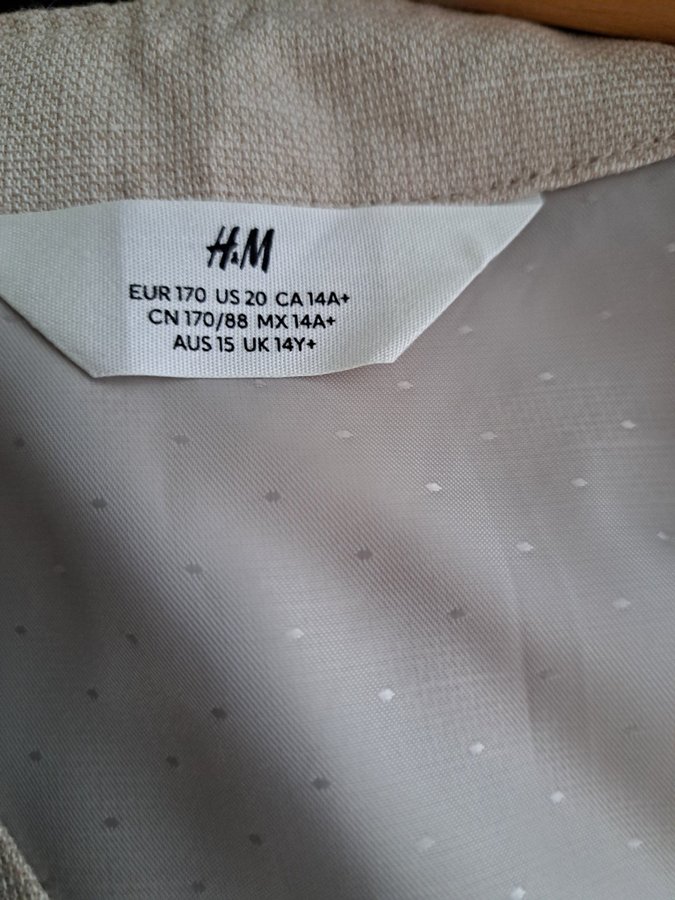 H&M
EUR 170 US 20 CA 14A+
CN 170/88 MX 14A+
AUS 15 UK 14Y+